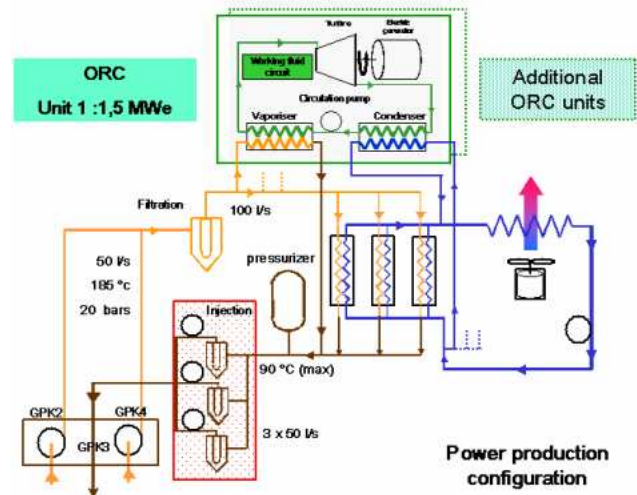 Turbine
Electric
generator
Working fluid
circuit
ORC
Unit 1 :1,5 MWe
Additional
ORC units
Circulation pump
Vaporiser
Condenser
Filtration
100 l/s
50 l/s
185 °c
20 bars
pressurizer
Injection
90 °C (max)
GPK2
GPK4
GPK3
3 x 50 l/s
Power production
configuration